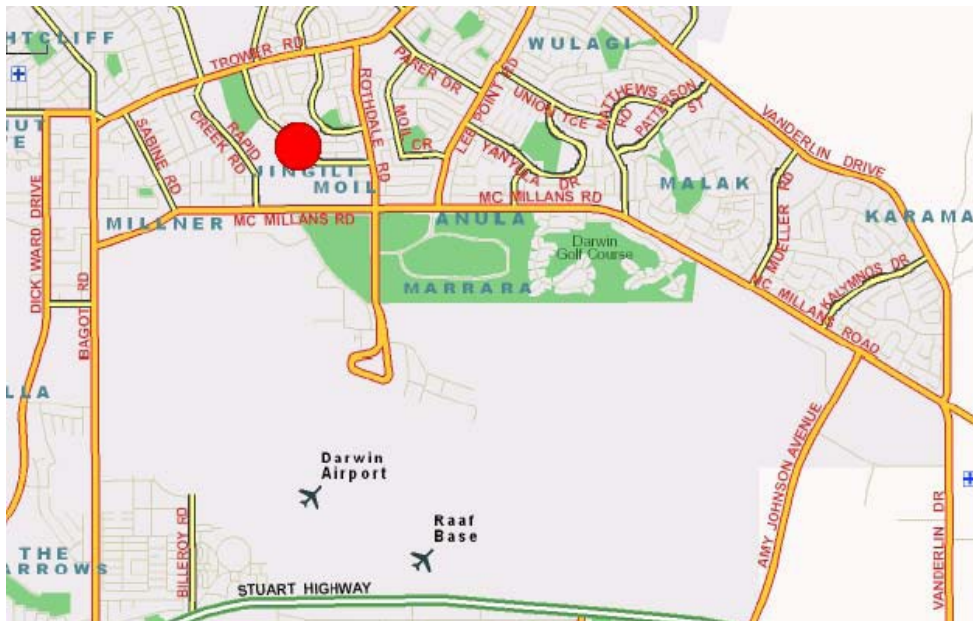 HTCLIFF
TROWER RD
WULAGI
PARER DR
LEE POINT RD
UNION TCE
MATTHEWS
RD
PATTERSON
ST
ROTHDALE RD
MOIL CR
SABINE RD
RAPID
CREEK RD
VANDERLIN DRIVE
JINGILI
MOIL
YANYULA DR
MALAK
MC MILLANS RD
MILLNER
MC MILLANS RD
ANULA
KARAMA
DICK WARD DRIVE
BAGOT RD
Darwin
Golf Course
MARRARA
MUELLER RD
KALYMNOS DR
MC MILLANS ROAD
LLA
AMY JOHNSON AVENUE
Darwin
Airport
Raaf
Base
BILLEROY RD
VANDERLIN DR
THE
ARROWS
STUART HIGHWAY